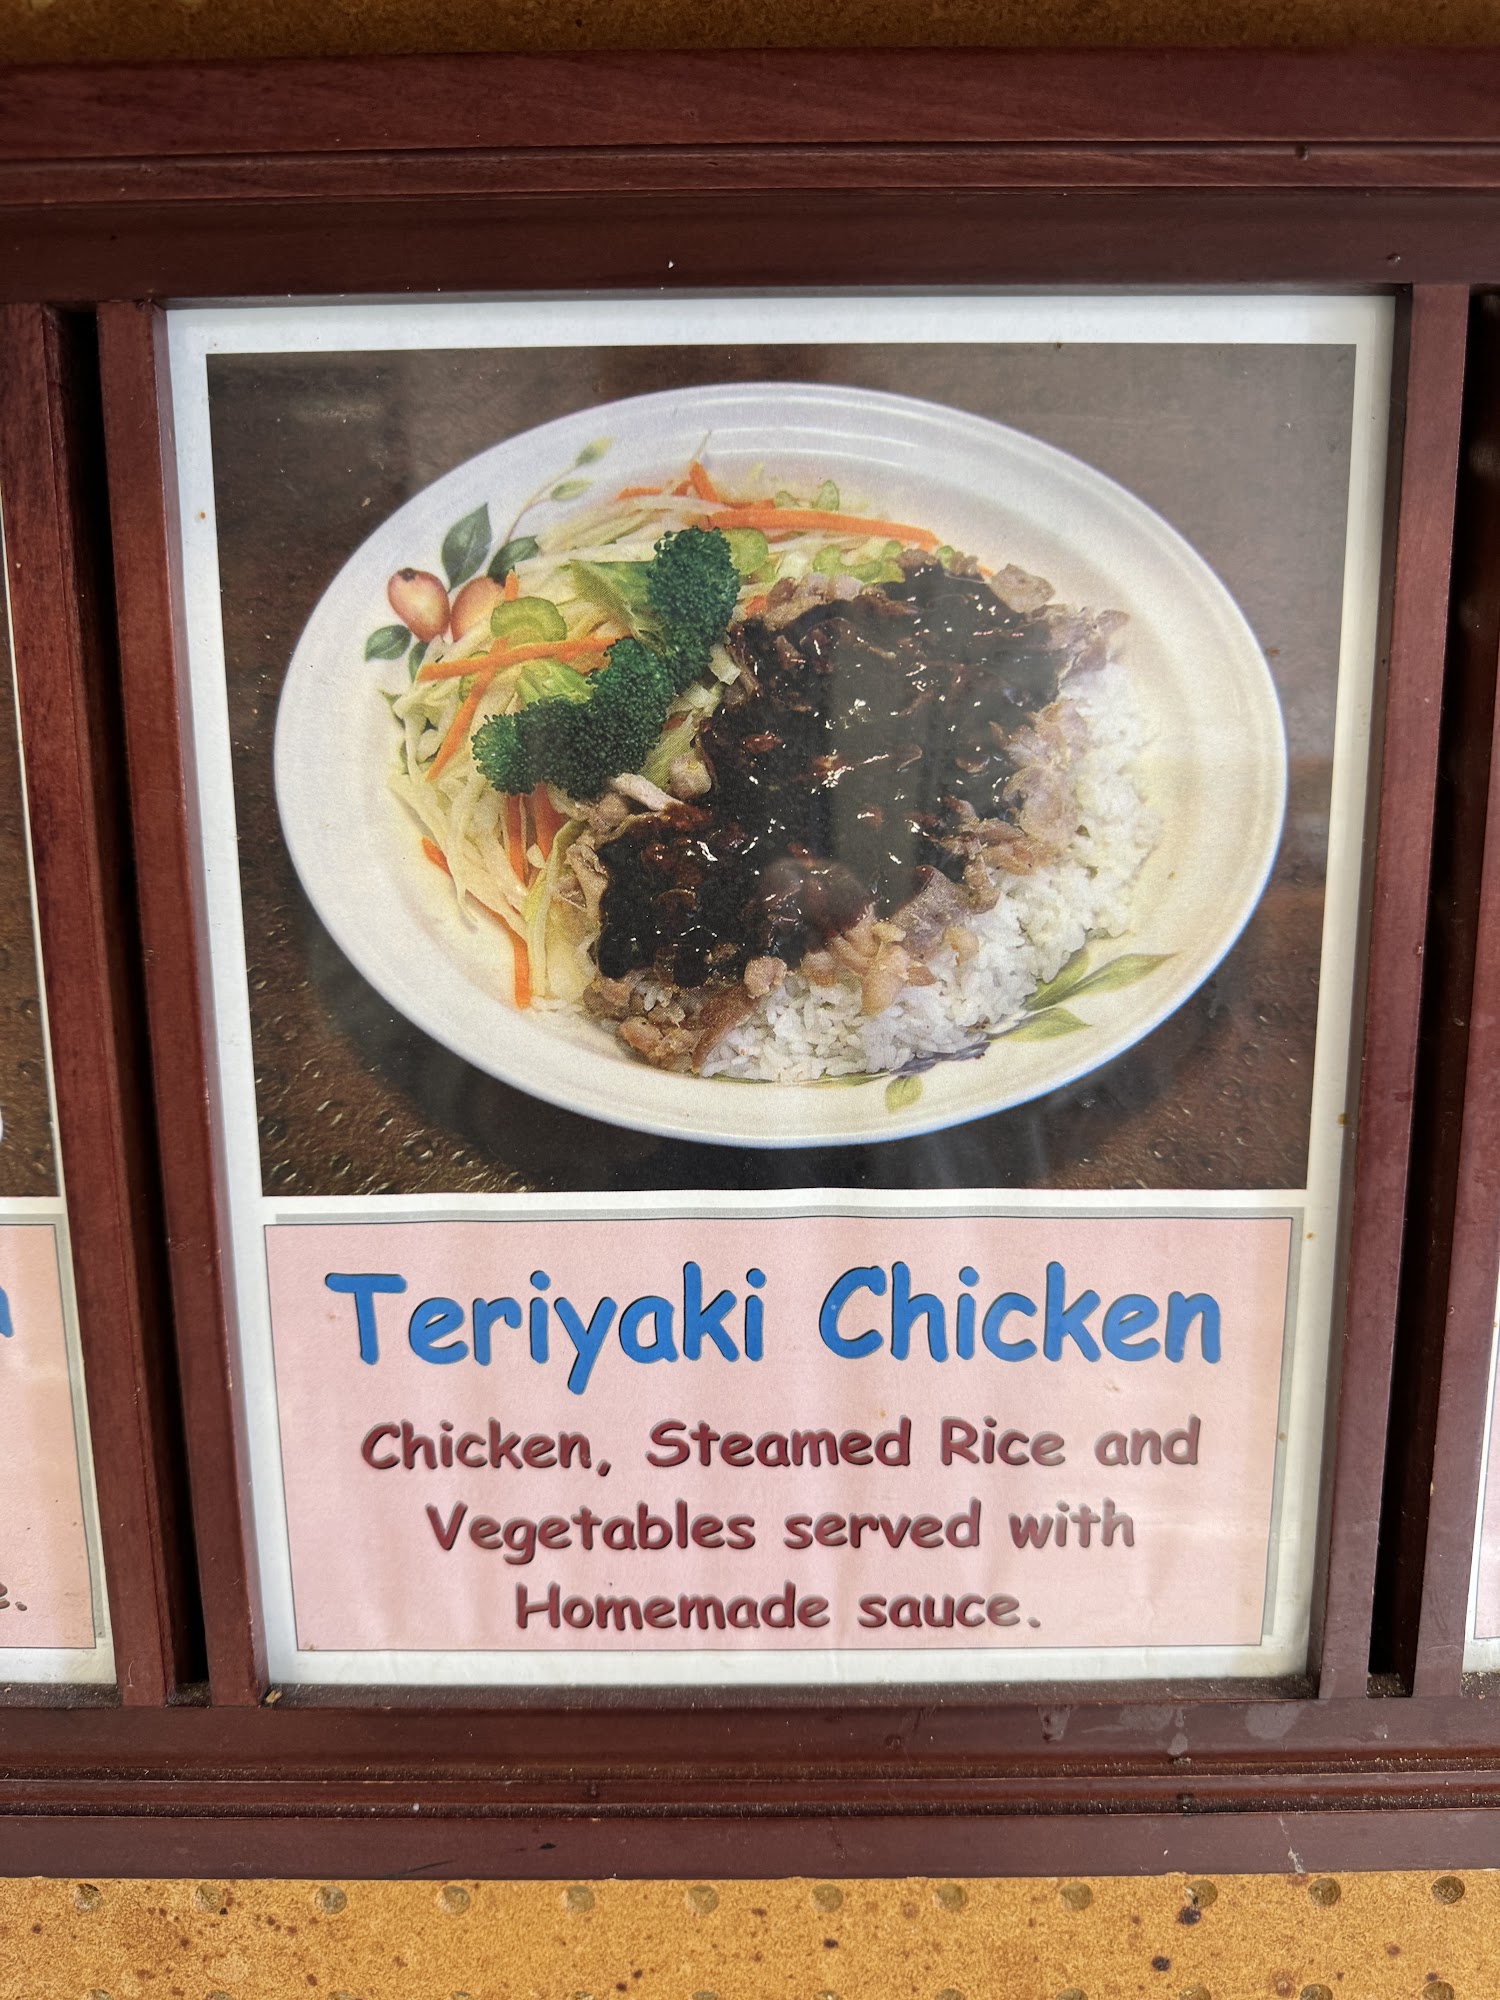 Teriyaki Chicken
Chicken, Steamed Rice and
Vegetables served with
Homemade sauce.